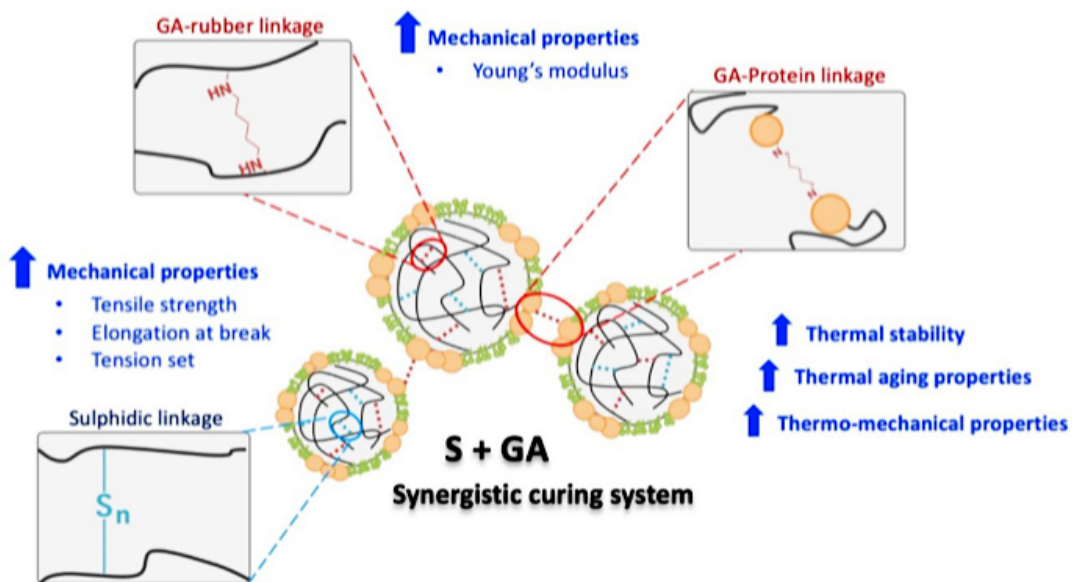 GA-rubber linkage
HN
HN
Mechanical properties
• Young's modulus
GA-Protein linkage
N
N
Mechanical properties
• Tensile strength
• Elongation at break
• Tension set
Thermal stability
Thermal aging properties
Thermo-mechanical properties
Sulphidic linkage
Sn
S + GA
Synergistic curing system